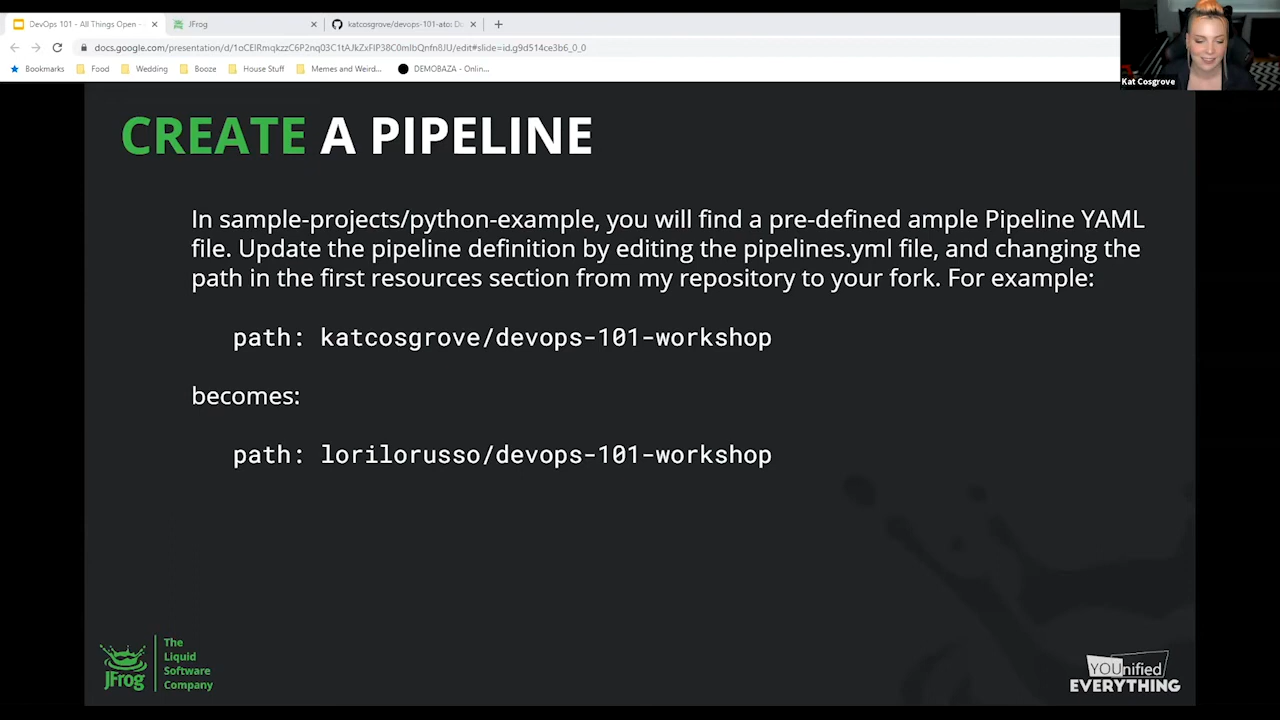 DevOps 101 - All Things Open -
JFrog
katcosgrove/devops-101-ato: Do
docs.google.com/presentation/d/1oCElRmqkzzC6P2nq03C1tAJkZxFIP38C0mIbQnfn8JU/edit#slide=id.g9d514ce3b6_0_0
Bookmarks Food Wedding Booze House Stuff Memes and Weird... DEMOBAZA - Onlin...
Kat Cosgrove
CREATE A PIPELINE
In sample-projects/python-example, you will find a pre-defined ample Pipeline YAML
file. Update the pipeline definition by editing the pipelines.yml file, and changing the
path in the first resources section from my repository to your fork. For example:
path: katcosgrove/devops-101-workshop
becomes:
path: lorilorusso/devops-101-workshop
JFrog
The
Liquid
Software
Company
YOUnified
EVERYTHING